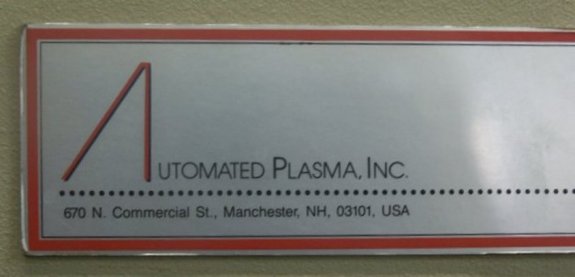 AUTOMATED PLASMA, INC.
670 N. Commercial St., Manchester, NH, 03101, USA